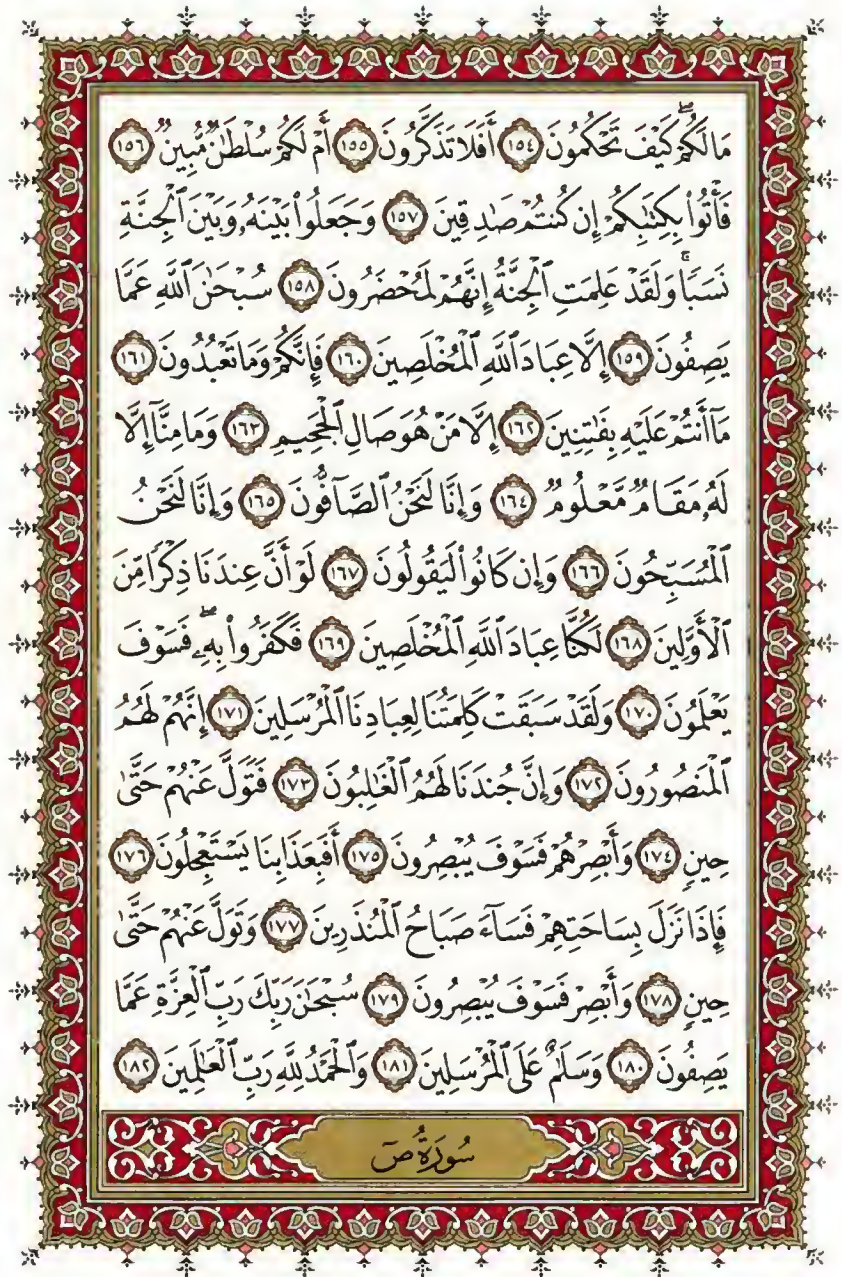 مَا لَكُمْ كَيْفَ تَحْكُمُونَ ١٥٤ أَفَلَا تَذَكَّرُونَ ١٥٥ أَمْ لَكُمْ سُلْطَٰنٌ مُّبِينٌ ١٥٦
فَأْتُوا۟ بِكِتَٰبِكُمْ إِن كُنتُمْ صَٰدِقِينَ ١٥٧ وَجَعَلُوا۟ بَيْنَهُۥ وَبَيْنَ ٱلْجِنَّةِ
نَسَبًا ۚ وَلَقَدْ عَلِمَتِ ٱلْجِنَّةُ إِنَّهُمْ لَمُحْضَرُونَ ١٥٨ سُبْحَٰنَ ٱللَّهِ عَمَّا
يَصِفُونَ ١٥٩ إِلَّا عِبَادَ ٱللَّهِ ٱلْمُخْلَصِينَ ١٦٠ فَإِنَّكُمْ وَمَا تَعْبُدُونَ ١٦١
مَآ أَنتُمْ عَلَيْهِ بِفَٰتِنِينَ ١٦٢ إِلَّا مَنْ هُوَ صَالِ ٱلْجَحِيمِ ١٦٣ وَمَا مِنَّآ إِلَّا
لَهُۥ مَقَامٌ مَّعْلُومٌ ١٦٤ وَإِنَّا لَنَحْنُ ٱلصَّآفُّونَ ١٦٥ وَإِنَّا لَنَحْنُ
ٱلْمُسَبِّحُونَ ١٦٦ وَإِن كَانُوا۟ لَيَقُولُونَ ١٦٧ لَوْ أَنَّ عِندَنَا ذِكْرًا مِّنَ
ٱلْأَوَّلِينَ ١٦٨ لَكُنَّا عِبَادَ ٱللَّهِ ٱلْمُخْلَصِينَ ١٦٩ فَكَفَرُوا۟ بِهِۦ ۖ فَسَوْفَ
يَعْلَمُونَ ١٧٠ وَلَقَدْ سَبَقَتْ كَلِمَتُنَا لِعِبَادِنَا ٱلْمُرْسَلِينَ ١٧١ إِنَّهُمْ لَهُمُ
ٱلْمَنصُورُونَ ١٧٢ وَإِنَّ جُندَنَا لَهُمُ ٱلْغَٰلِبُونَ ١٧٣ فَتَوَلَّ عَنْهُمْ حَتَّىٰ
حِينٍ ١٧٤ وَأَبْصِرْهُمْ فَسَوْفَ يُبْصِرُونَ ١٧٥ أَفَبِعَذَابِنَا يَسْتَعْجِلُونَ ١٧٦
فَإِذَا نَزَلَ بِسَاحَتِهِمْ فَسَآءَ صَبَاحُ ٱلْمُنذَرِينَ ١٧٧ وَتَوَلَّ عَنْهُمْ حَتَّىٰ
حِينٍ ١٧٨ وَأَبْصِرْ فَسَوْفَ يُبْصِرُونَ ١٧٩ سُبْحَٰنَ رَبِّكَ رَبِّ ٱلْعِزَّةِ عَمَّا
يَصِفُونَ ١٨٠ وَسَلَٰمٌ عَلَى ٱلْمُرْسَلِينَ ١٨١ وَٱلْحَمْدُ لِلَّهِ رَبِّ ٱلْعَٰلَمِينَ ١٨٢
سُورَةُ صٓ